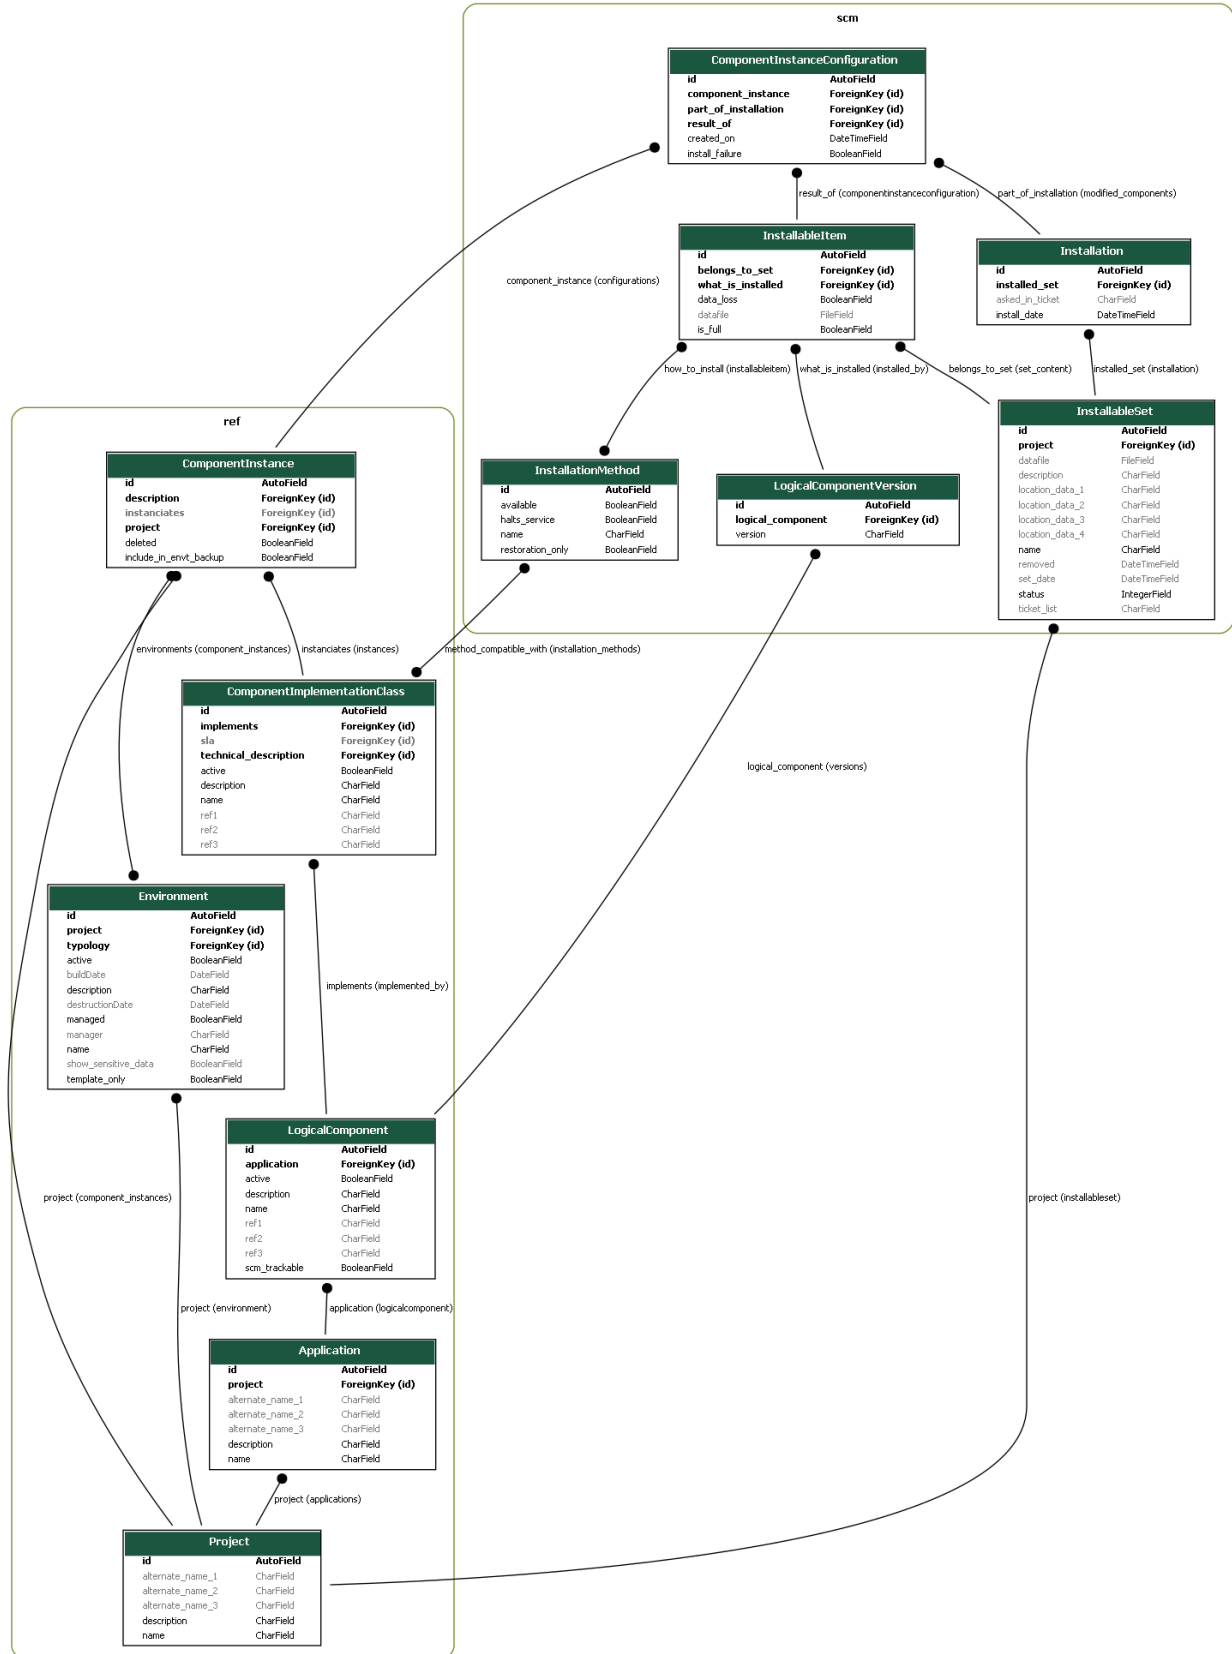 scm
ComponentInstanceConfiguration
id AutoField
component_instance ForeignKey (id)
part_of_installation ForeignKey (id)
result_of ForeignKey (id)
created_on DateTimeField
install_failure BooleanField
result_of (componentinstanceconfiguration)
part_of_installation (modified_components)
InstallableItem
id AutoField
belongs_to_set ForeignKey (id)
what_is_installed ForeignKey (id)
data_loss BooleanField
datafile FileField
is_full BooleanField
Installation
id AutoField
installed_set ForeignKey (id)
asked_in_ticket CharField
install_date DateTimeField
component_instance (configurations)
how_to_install (installableitem)
what_is_installed (installed_by)
belongs_to_set (set_content)
installed_set (installation)
InstallableSet
id AutoField
project ForeignKey (id)
datafile FileField
description CharField
location_data_1 CharField
location_data_2 CharField
location_data_3 CharField
location_data_4 CharField
name CharField
removed DateTimeField
set_date DateTimeField
status IntegerField
ticket_list CharField
InstallationMethod
id AutoField
available BooleanField
halts_service BooleanField
name CharField
restoration_only BooleanField
LogicalComponentVersion
id AutoField
logical_component ForeignKey (id)
version CharField
ref
ComponentInstance
id AutoField
description ForeignKey (id)
instanciates ForeignKey (id)
project ForeignKey (id)
deleted BooleanField
include_in_envt_backup BooleanField
environments (component_instances)
instanciates (instances)
method_compatible_with (installation_methods)
ComponentImplementationClass
id AutoField
implements ForeignKey (id)
sla ForeignKey (id)
technical_description ForeignKey (id)
active BooleanField
description CharField
name CharField
ref1 CharField
ref2 CharField
ref3 CharField
logical_component (versions)
Environment
id AutoField
project ForeignKey (id)
typology ForeignKey (id)
active BooleanField
buildDate DateField
description CharField
destructionDate DateField
managed BooleanField
manager CharField
name CharField
show_sensitive_data BooleanField
template_only BooleanField
implements (implemented_by)
LogicalComponent
id AutoField
application ForeignKey (id)
active BooleanField
description CharField
name CharField
ref1 CharField
ref2 CharField
ref3 CharField
scm_trackable BooleanField
project (component_instances)
project (installableset)
project (environment)
application (logicalcomponent)
Application
id AutoField
project ForeignKey (id)
alternate_name_1 CharField
alternate_name_2 CharField
alternate_name_3 CharField
description CharField
name CharField
project (applications)
Project
id AutoField
alternate_name_1 CharField
alternate_name_2 CharField
alternate_name_3 CharField
description CharField
name CharField